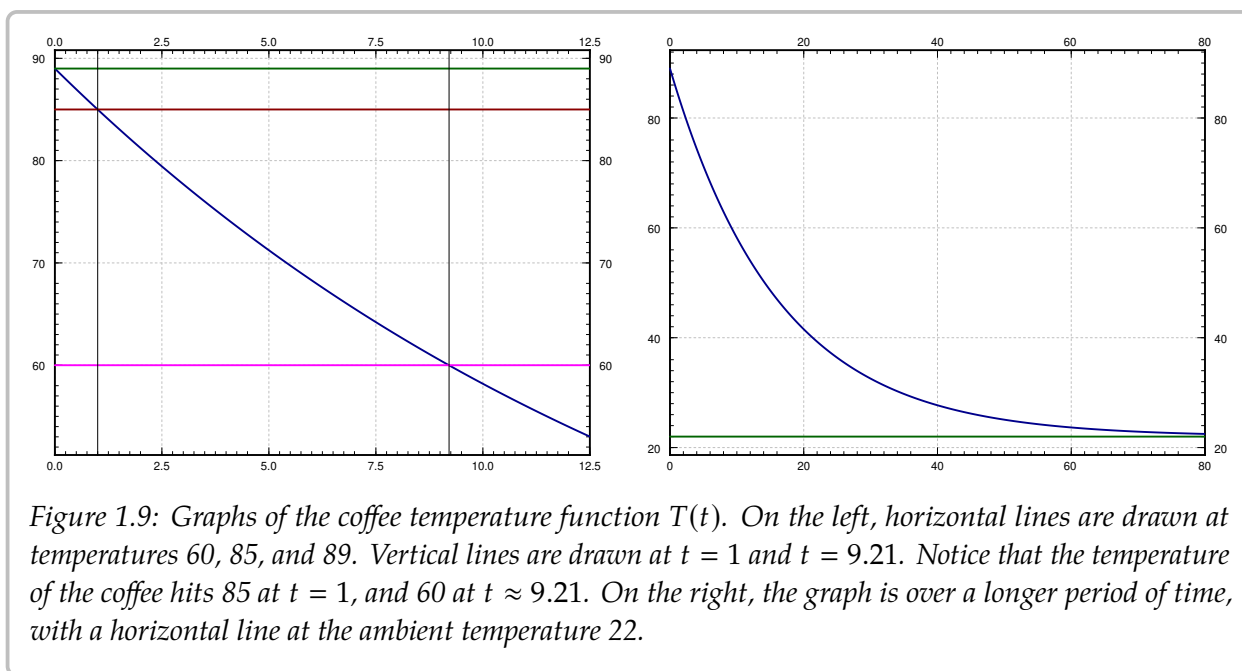 0.0 2.5 5.0 7.5 10.0 12.5
90 90
80 80
70 70
60 60
0.0 2.5 5.0 7.5 10.0 12.5
0 20 40 60 80
80 80
60 60
40 40
20 20
0 20 40 60 80
Figure 1.9: Graphs of the coffee temperature function T(t). On the left, horizontal lines are drawn at
temperatures 60, 85, and 89. Vertical lines are drawn at t = 1 and t = 9.21. Notice that the temperature
of the coffee hits 85 at t = 1, and 60 at t ≈ 9.21. On the right, the graph is over a longer period of time,
with a horizontal line at the ambient temperature 22.